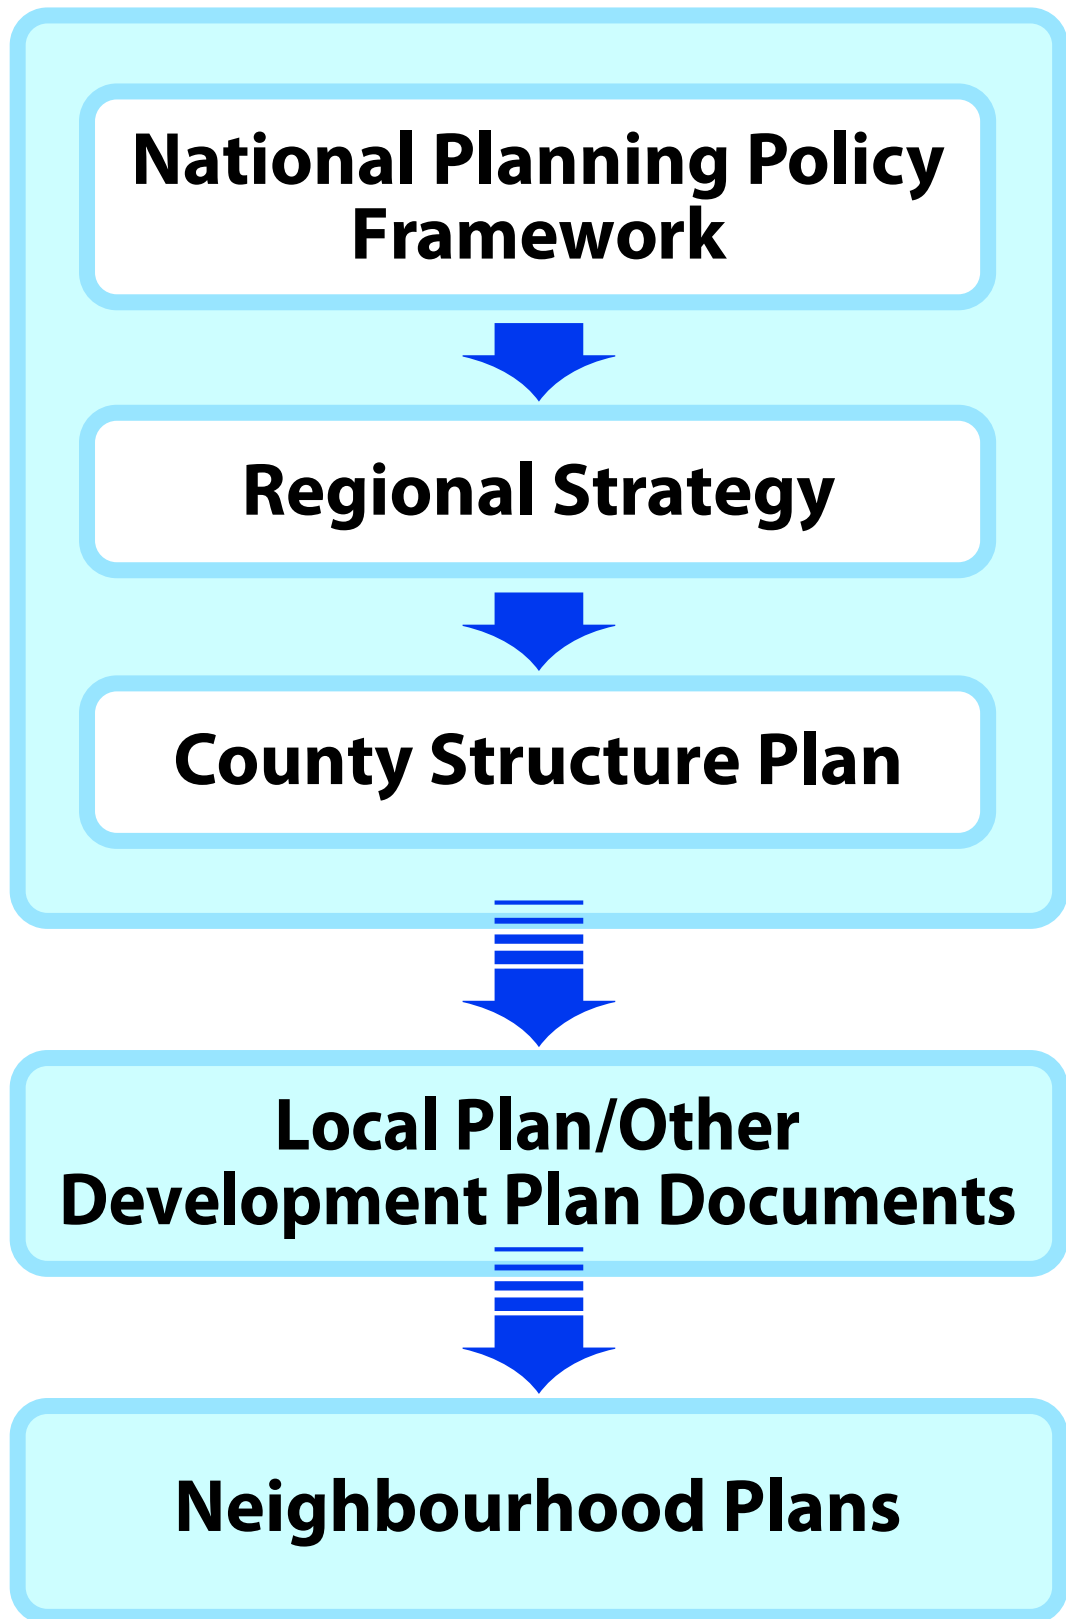 National Planning Policy
Framework
Regional Strategy
County Structure Plan
Local Plan/Other
Development Plan Documents
Neighbourhood Plans